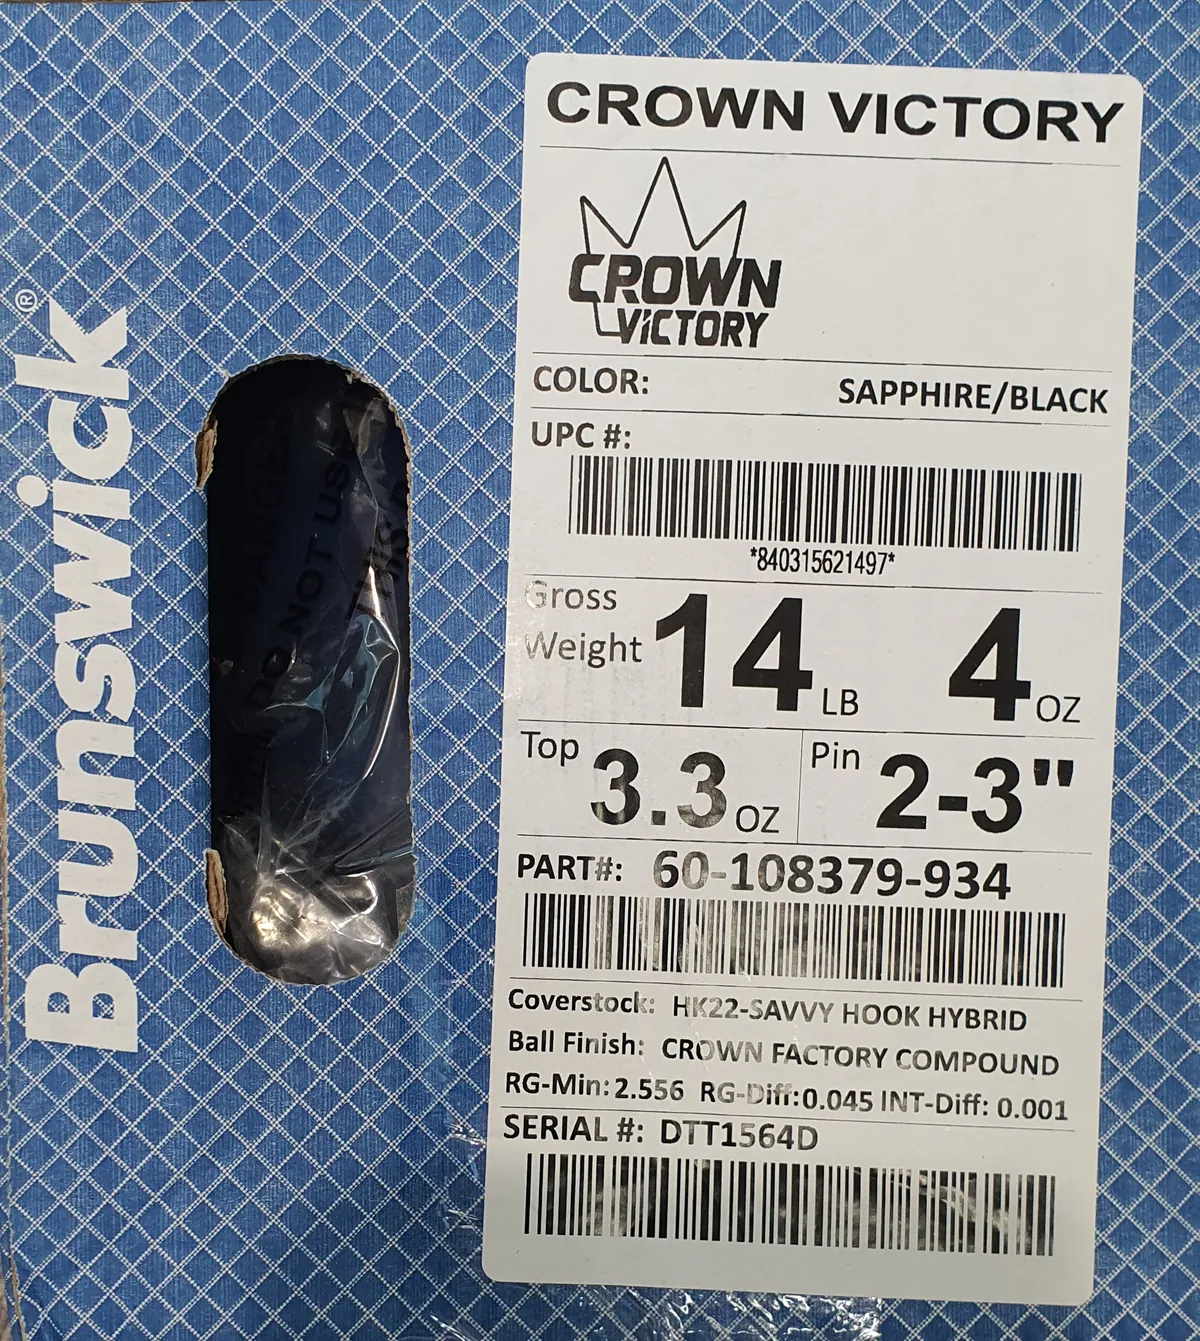 Brunswick®
CROWN VICTORY
CROWN
VICTORY
COLOR: SAPPHIRE/BLACK
UPC #:
*840315621497*
Gross
Weight 14 LB 4 OZ
Top 3.3 OZ Pin 2-3"
PART#: 60-108379-934
Coverstock: HK22-SAVVY HOOK HYBRID
Ball Finish: CROWN FACTORY COMPOUND
RG-Min: 2.556 RG-Diff: 0.045 INT-Diff: 0.001
SERIAL #: DTT1564D
DANGER
DO NOT USE
THIS